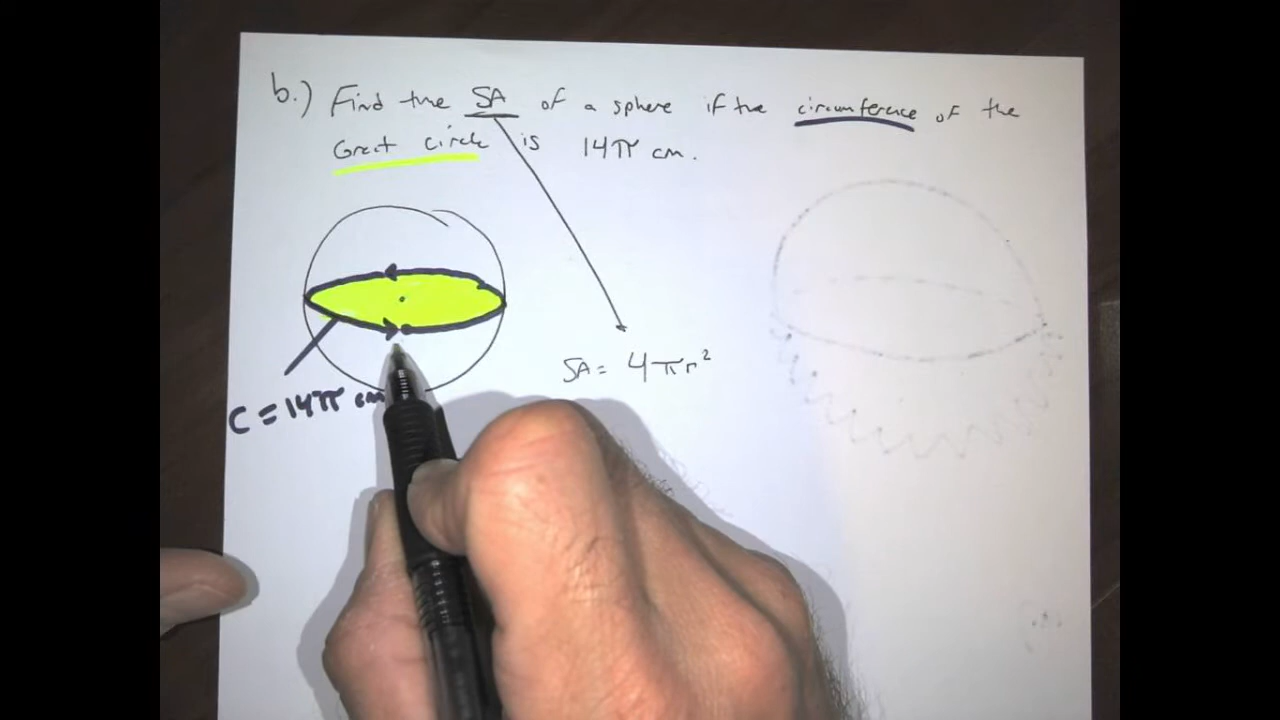 b.) Find the SA of a sphere if the circumference of the
Great circle is 14π cm.
SA = 4πr²
C = 14π cm